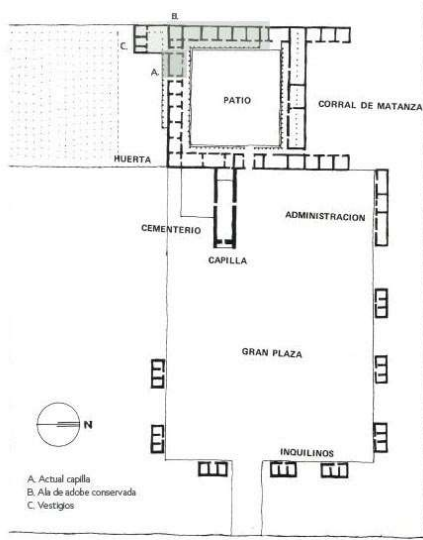 B.
C.
A.
PATIO
CORRAL DE MATANZA
HUERTA
CEMENTERIO
ADMINISTRACION
CAPILLA
GRAN PLAZA
N
INQUILINOS
A. Actual capilla
B. Ala de adobe conservada
C. Vestigios